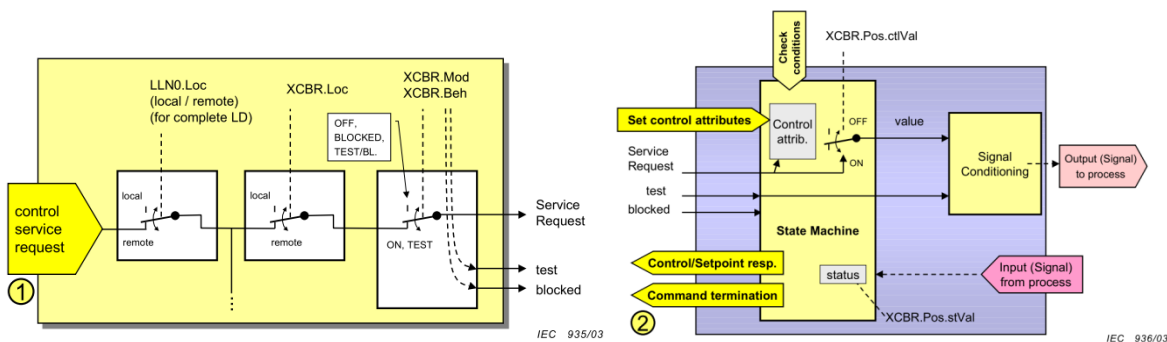 LLN0.Loc
(local / remote)
(for complete LD)
XCBR.Loc
XCBR.Mod
XCBR.Beh
OFF,
BLOCKED,
TEST/BL.
control
service
request
local
remote
local
remote
ON, TEST
Service
Request
test
blocked
1
IEC 935/03
Check
conditions
XCBR.Pos.ctlVal
Set control attributes
Control
attrib.
OFF
ON
value
Service
Request
test
blocked
Signal
Conditioning
Output (Signal)
to process
State Machine
Control/Setpoint resp.
Command termination
status
Input (Signal)
from process
XCBR.Pos.stVal
2
IEC 936/03